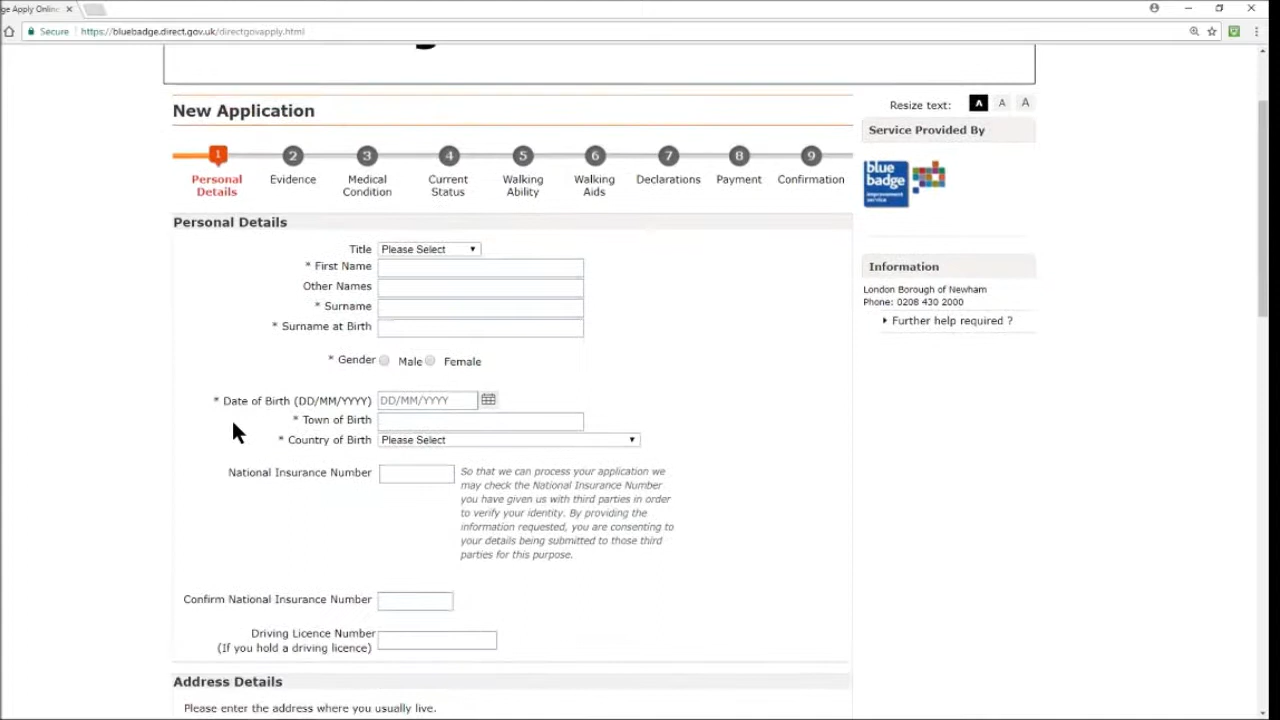 ge Apply Online:
Secure https://bluebadge.direct.gov.uk/directgovapply.html
New Application
Resize text: A A A
Service Provided By
1 2 3 4 5 6 7 8 9
Personal Details
Evidence
Medical Condition
Current Status
Walking Ability
Walking Aids
Declarations
Payment
Confirmation
blue
badge
improvement
service
Personal Details
Title Please Select
* First Name
Other Names
* Surname
* Surname at Birth
* Gender Male Female
* Date of Birth (DD/MM/YYYY) DD/MM/YYYY
* Town of Birth
* Country of Birth Please Select
National Insurance Number
So that we can process your application we
may check the National Insurance Number
you have given us with third parties in order
to verify your identity. By providing the
information requested, you are consenting to
your details being submitted to those third
parties for this purpose.
Confirm National Insurance Number
Driving Licence Number
(If you hold a driving licence)
Information
London Borough of Newham
Phone: 0208 430 2000
Further help required ?
Address Details
Please enter the address where you usually live.